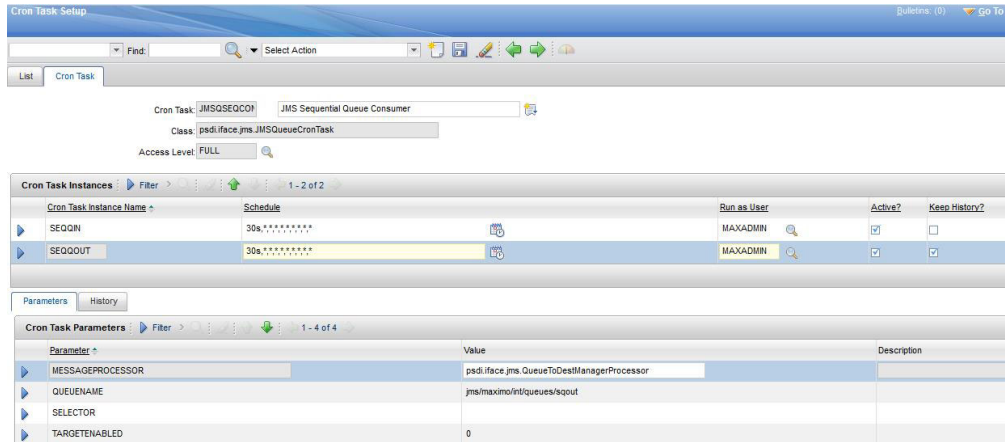 Cron Task Setup Bulletins: (0) Go To
Find: Select Action
List Cron Task
Cron Task: JMSQSEQCON JMS Sequential Queue Consumer
Class: psdi.iface.jms.JMSQueueCronTask
Access Level: FULL
Cron Task Instances Filter 1 - 2 of 2
Cron Task Instance Name Schedule Run as User Active? Keep History?
SEQQIN 30s,*,*,*,*,*,*,*,*,* MAXADMIN
SEQQOUT 30s,*,*,*,*,*,*,*,*,* MAXADMIN
Parameters History
Cron Task Parameters Filter 1 - 4 of 4
Parameter Value Description
MESSAGEPROCESSOR psdi.iface.jms.QueueToDestManagerProcessor
QUEUENAME jms/maximo/int/queues/sqout
SELECTOR
TARGETENABLED 0